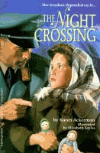 THE NIGHT
CROSSING
by Karen Ackerman
Illustrated
by Elizabeth Sayles